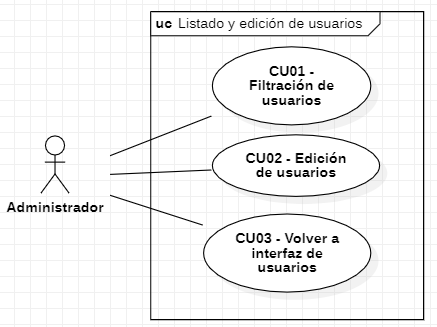 uc Listado y edición de usuarios
CU01 -
Filtración de
usuarios
CU02 - Edición
de usuarios
Administrador
CU03 - Volver a
interfaz de
usuarios